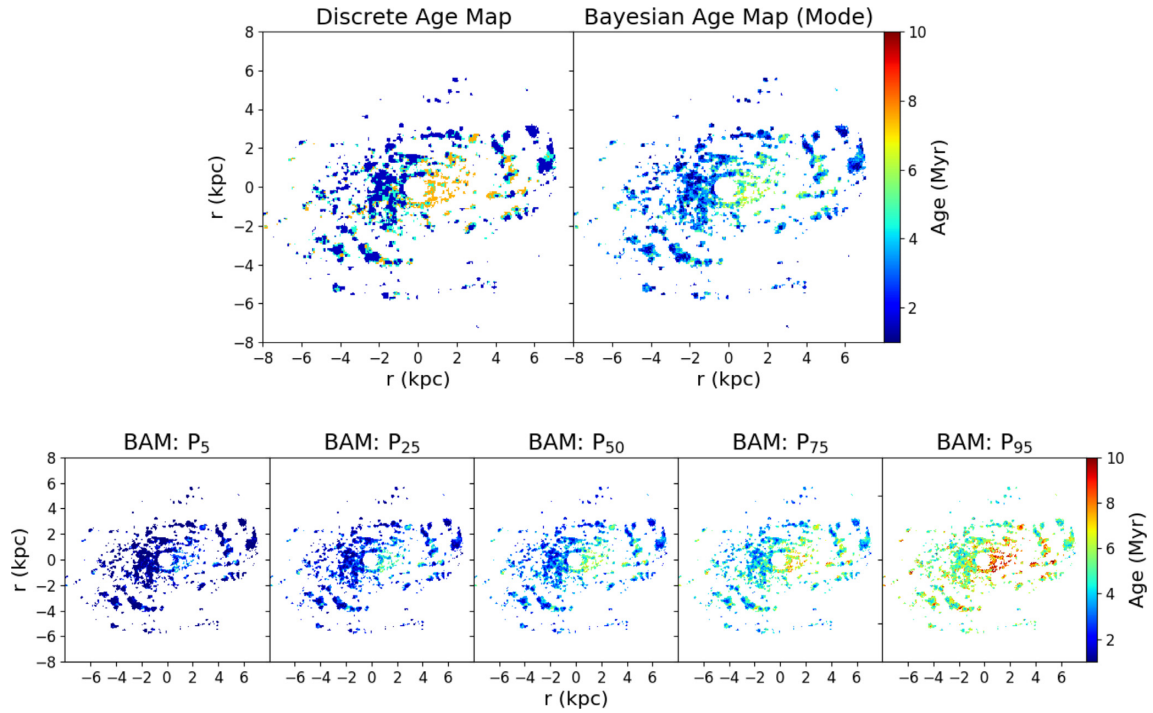 Discrete Age Map Bayesian Age Map (Mode)
8 10
6
8
4
2
6
0
−2
4
−4
−6
2
−8
−8 −6 −4 −2 0 2 4 6 −8 −6 −4 −2 0 2 4 6
r (kpc)
r (kpc) r (kpc)
Age (Myr)
BAM: P5 BAM: P25 BAM: P50 BAM: P75 BAM: P95
8 10
6
8
4
2
6
0
−2
4
−4
−6
2
−8
−6 −4 −2 0 2 4 6 −6 −4 −2 0 2 4 6 −6 −4 −2 0 2 4 6 −6 −4 −2 0 2 4 6 −6 −4 −2 0 2 4 6
r (kpc)
r (kpc)
Age (Myr)